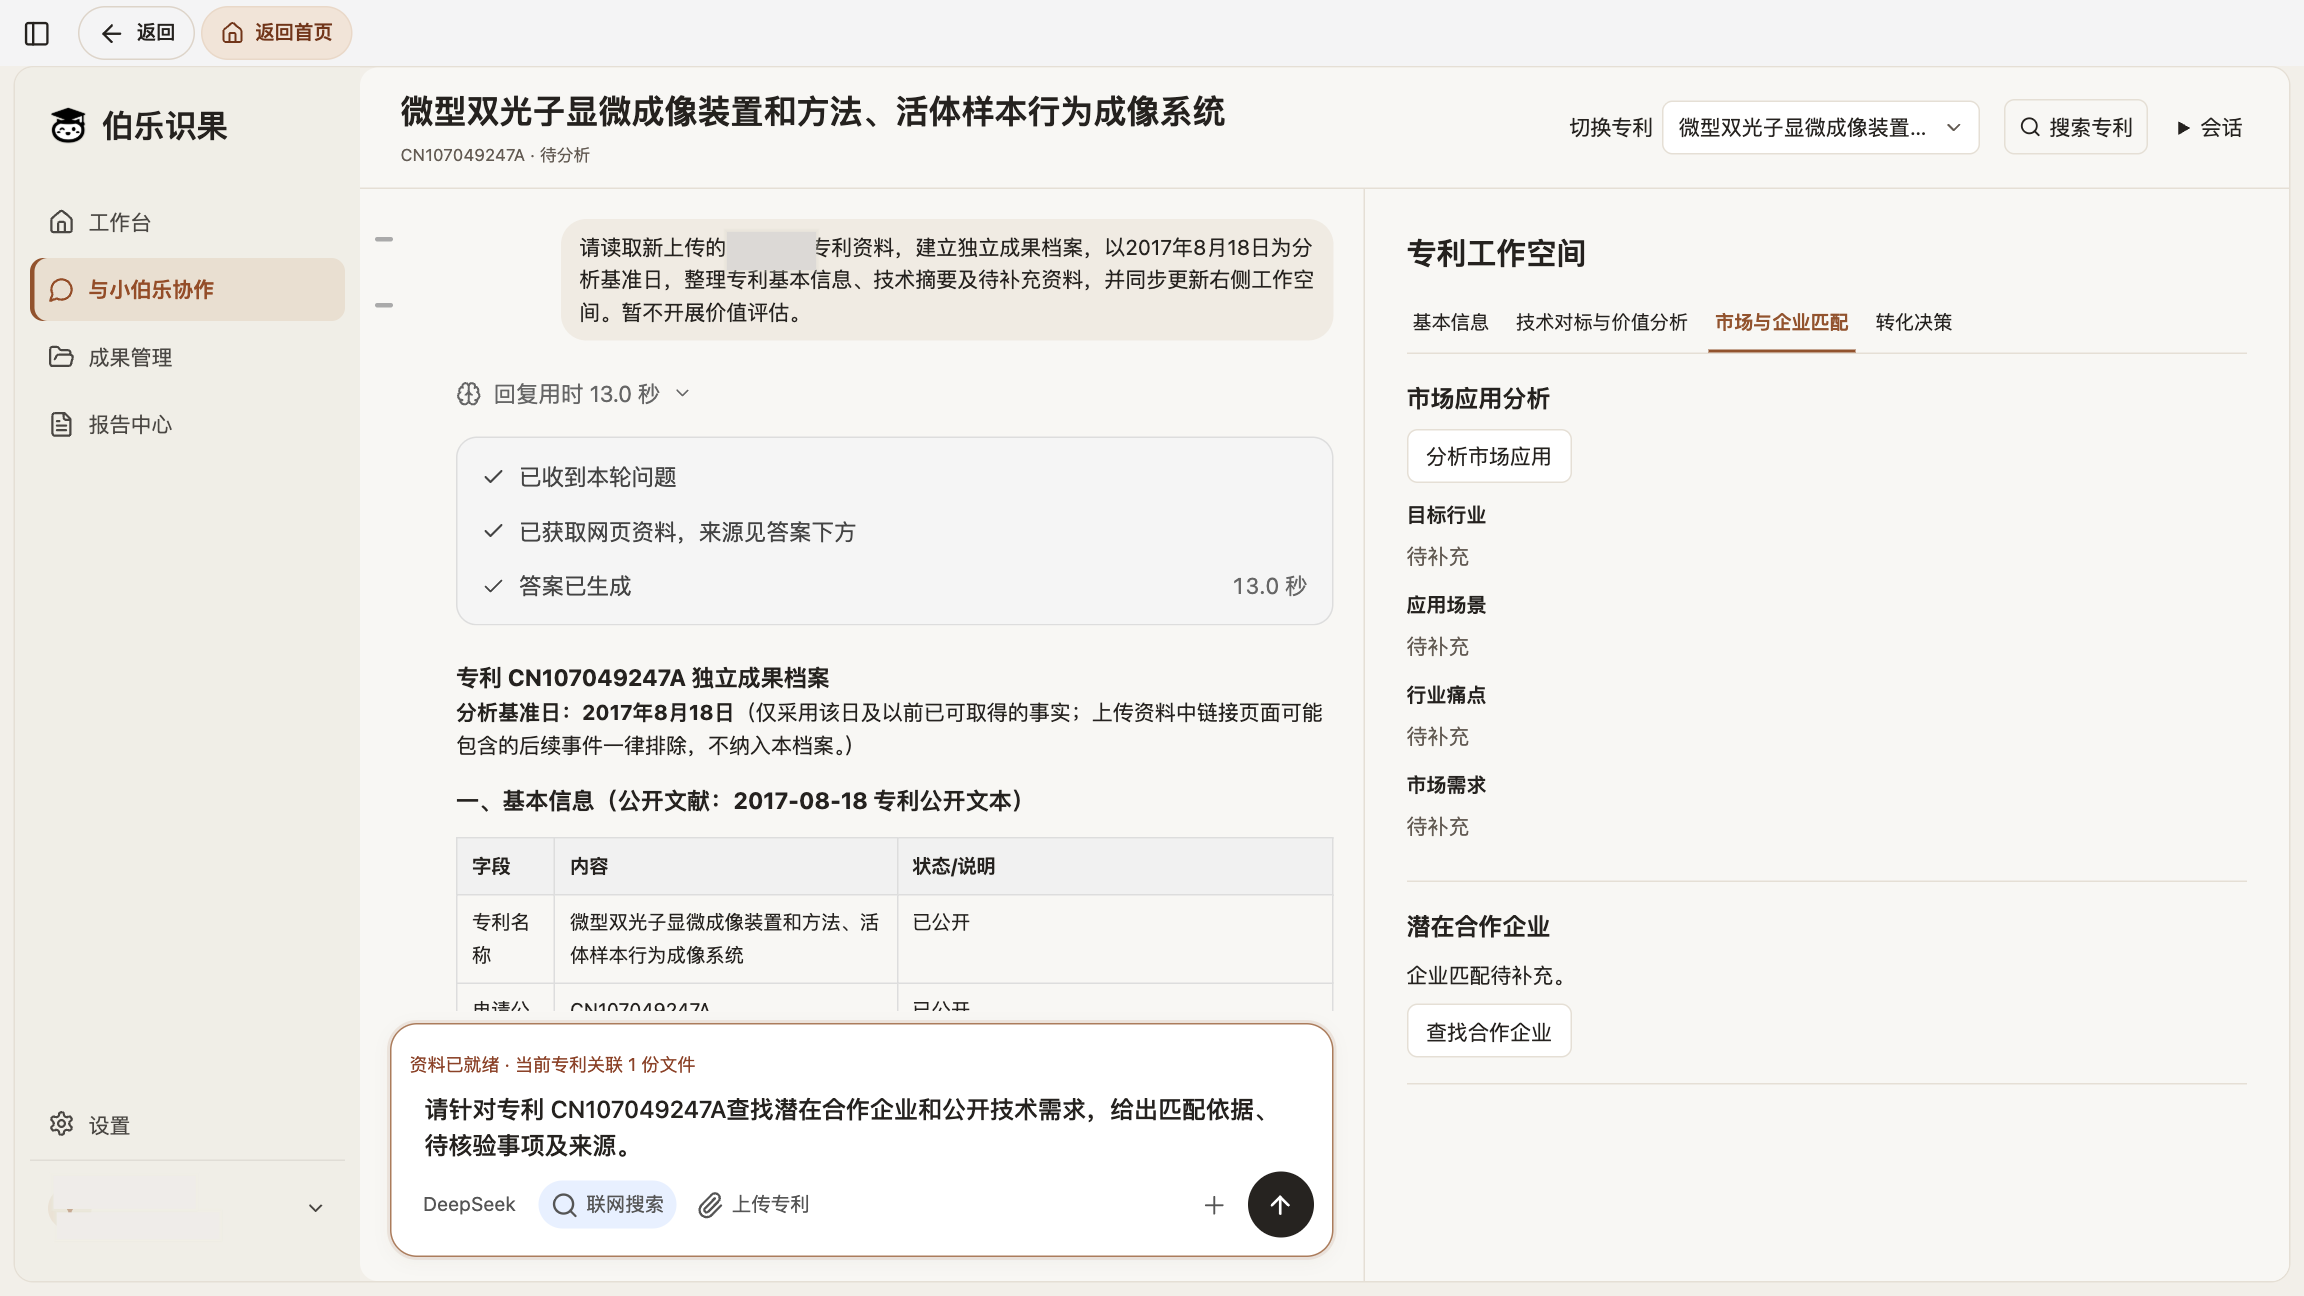 返回
返回首页
伯乐识果
工作台
与小伯乐协作
成果管理
报告中心
设置
微型双光子显微成像装置和方法、活体样本行为成像系统
CN107049247A · 待分析
切换专利
微型双光子显微成像装置...
搜索专利
会话
请读取新上传的 专利资料，建立独立成果档案，以2017年8月18日为分
析基准日，整理专利基本信息、技术摘要及待补充资料，并同步更新右侧工作空
间。暂不开展价值评估。
回复用时 13.0 秒
已收到本轮问题
已获取网页资料，来源见答案下方
答案已生成 13.0 秒
专利 CN107049247A 独立成果档案
分析基准日：2017年8月18日（仅采用该日及以前已可取得的事实；上传资料中链接页面可能
包含的后续事件一律排除，不纳入本档案。）
一、基本信息（公开文献：2017-08-18 专利公开文本）
字段 内容 状态/说明
专利名 微型双光子显微成像装置和方法、活 已公开
称 体样本行为成像系统
申请公 CN107049247A 已公开
资料已就绪 · 当前专利关联 1 份文件
请针对专利 CN107049247A查找潜在合作企业和公开技术需求，给出匹配依据、
待核验事项及来源。
DeepSeek
联网搜索
上传专利
专利工作空间
基本信息 技术对标与价值分析 市场与企业匹配 转化决策
市场应用分析
分析市场应用
目标行业
待补充
应用场景
待补充
行业痛点
待补充
市场需求
待补充
潜在合作企业
企业匹配待补充。
查找合作企业